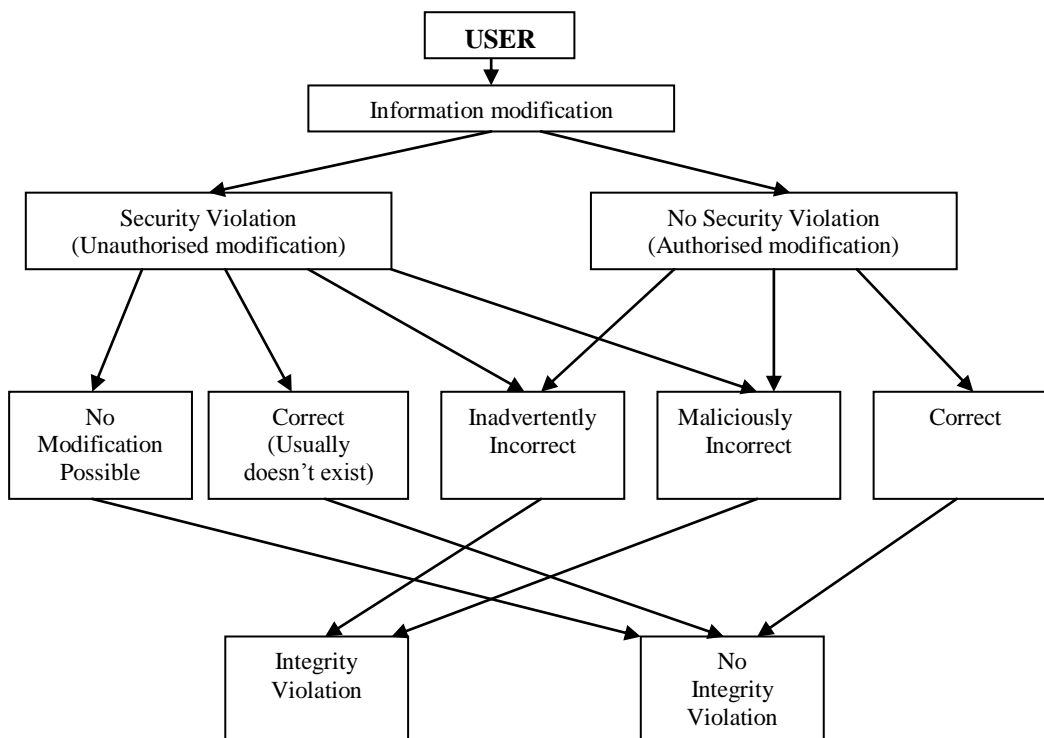 USER
Information modification
Security Violation
(Unauthorised modification)
No Security Violation
(Authorised modification)
No
Modification
Possible
Correct
(Usually
doesn’t exist)
Inadvertently
Incorrect
Maliciously
Incorrect
Correct
Integrity
Violation
No
Integrity
Violation